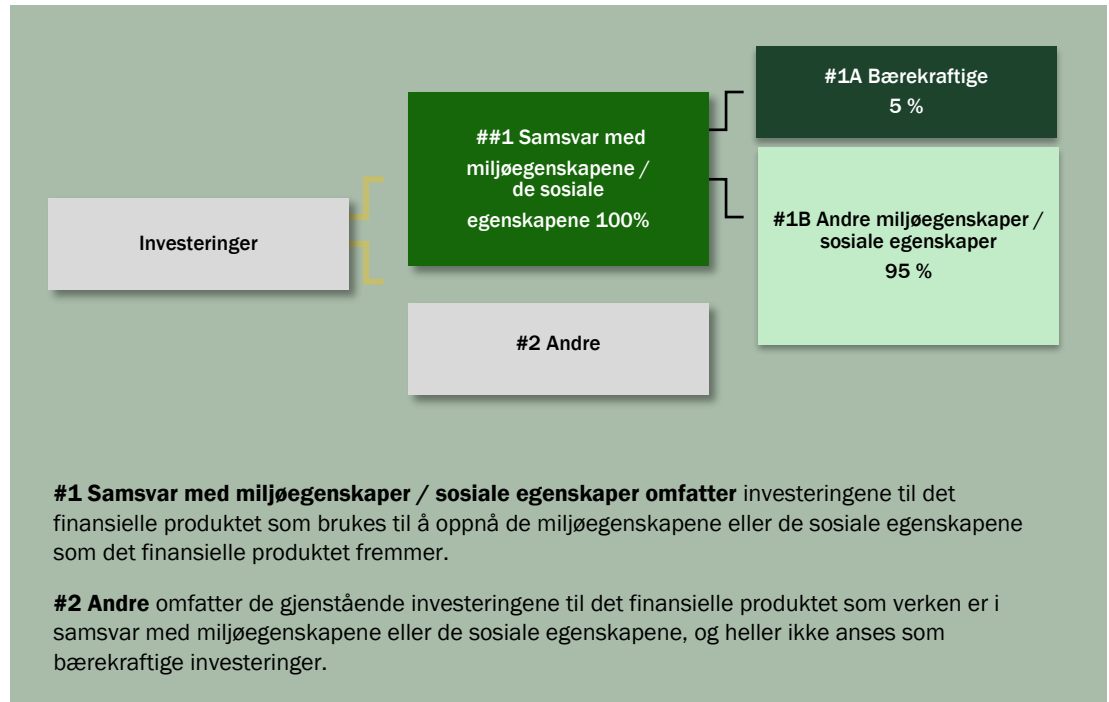 #1A Bærekraftige
5 %
##1 Samsvar med
miljøegenskapene /
de sosiale
egenskapene 100%
#1B Andre miljøegenskaper /
sosiale egenskaper
95 %
Investeringer
#2 Andre
#1 Samsvar med miljøegenskaper / sosiale egenskaper omfatter investeringene til det
finansielle produktet som brukes til å oppnå de miljøegenskapene eller de sosiale egenskapene
som det finansielle produktet fremmer.
#2 Andre omfatter de gjenstående investeringene til det finansielle produktet som verken er i
samsvar med miljøegenskapene eller de sosiale egenskapene, og heller ikke anses som
bærekraftige investeringer.